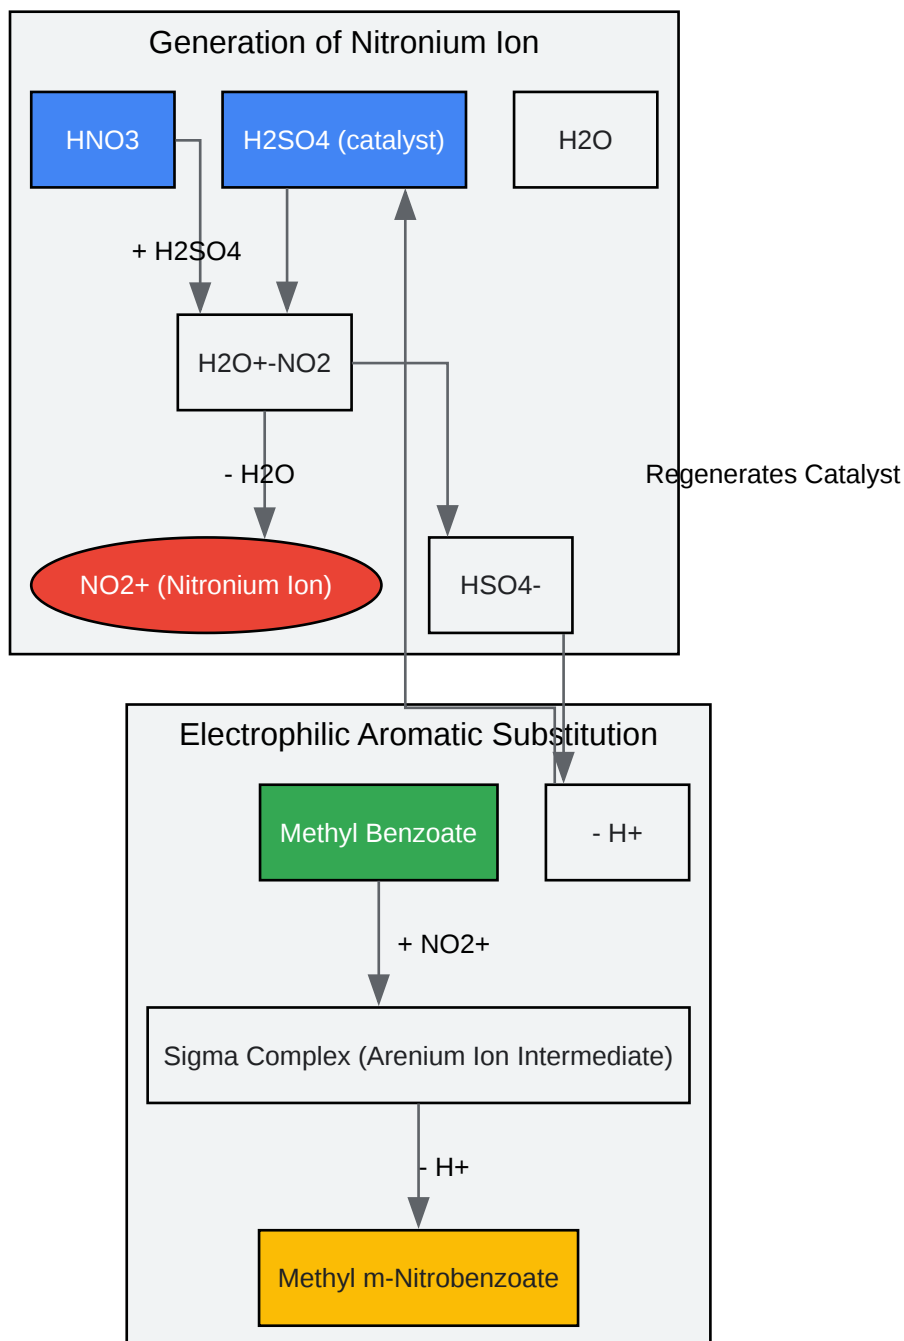 Generation of Nitronium Ion
HNO3
H2SO4 (catalyst)
H2O
+ H2SO4
H2O+-NO2
- H2O
Regenerates Catalyst
NO2+ (Nitronium Ion)
HSO4-
Electrophilic Aromatic Substitution
Methyl Benzoate
- H+
+ NO2+
Sigma Complex (Arenium Ion Intermediate)
- H+
Methyl m-Nitrobenzoate